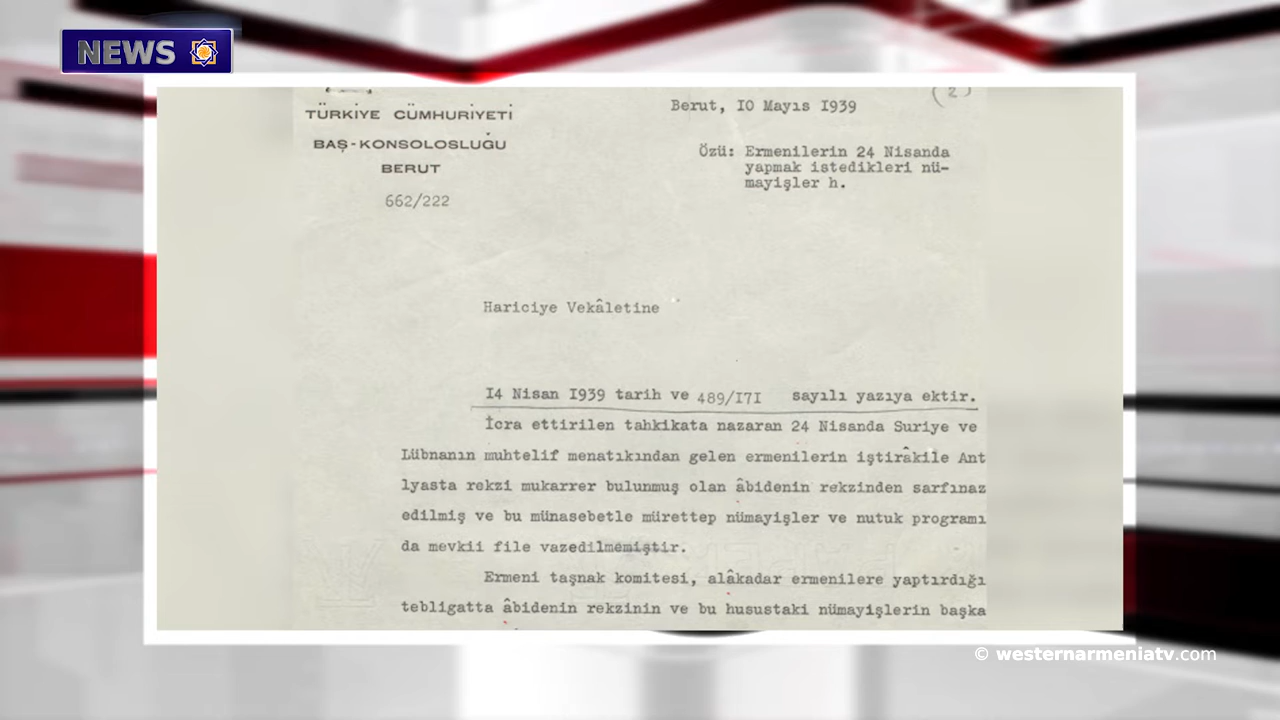 NEWS
TÜRKİYE CÜMHURİYETİ
BAŞ-KONSOLOSLUĞU
BERUT
662/222
(2)
Berut, I0 Mayıs I939
Özü: Ermenilerin 24 Nisanda
yapmak istedikleri nü-
mayişler h.
Hariciye Vekâletine
I4 Nisan I939 tarih ve 489/I7I sayılı yazıya ektir.
İcra ettirilen tahkikata nazaran 24 Nisanda Suriye ve
Lübnanın muhtelif menatıkından gelen ermenilerin iştirâkile Ant
lyasta rekzi mukarrer bulunmuş olan âbidenin rekzinden sarfınaz
edilmiş ve bu münasebetle mürettep nümayişler ve nutuk programı
da mevkii file vazedilmemiştir.
Ermeni taşnak komitesi, alâkadar ermenilere yaptırdığı
tebligatta âbidenin rekzinin ve bu husustaki nümayişlerin başka
© westernarmeniatv.com